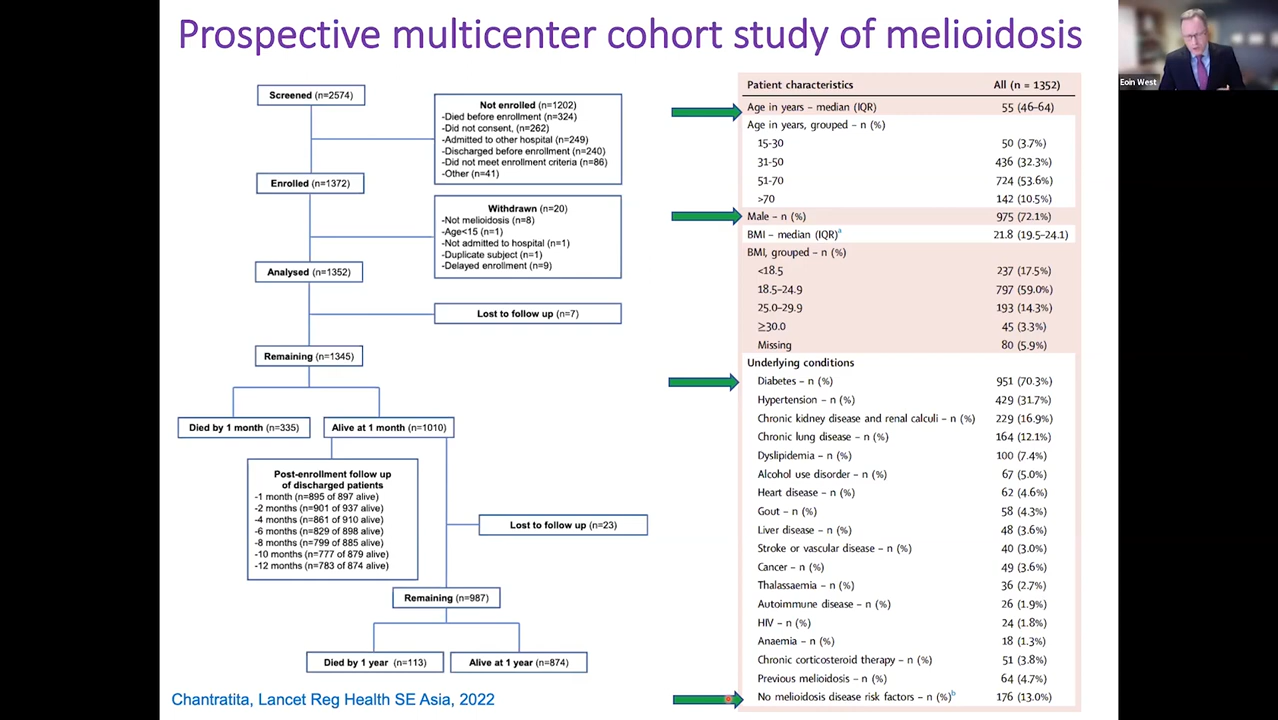 Prospective multicenter cohort study of melioidosis
Eoin West
Screened (n=2574)
Not enrolled (n=1202)
-Died before enrollment (n=324)
-Did not consent, (n=262)
-Admitted to other hospital (n=249)
-Discharged before enrollment (n=240)
-Did not meet enrollment criteria (n=86)
-Other (n=41)
Enrolled (n=1372)
Withdrawn (n=20)
-Not melioidosis (n=8)
-Age<15 (n=1)
-Not admitted to hospital (n=1)
-Duplicate subject (n=1)
-Delayed enrollment (n=9)
Analysed (n=1352)
Lost to follow up (n=7)
Remaining (n=1345)
Died by 1 month (n=335)
Alive at 1 month (n=1010)
Post-enrollment follow up
of discharged patients
-1 month (n=895 of 897 alive)
-2 months (n=901 of 937 alive)
-4 months (n=861 of 910 alive)
-6 months (n=829 of 898 alive)
-8 months (n=799 of 885 alive)
-10 months (n=777 of 879 alive)
-12 months (n=783 of 874 alive)
Lost to follow up (n=23)
Remaining (n=987)
Died by 1 year (n=113)
Alive at 1 year (n=874)
Chantratita, Lancet Reg Health SE Asia, 2022
Patient characteristics All (n = 1352)
Age in years – median (IQR) 55 (46–64)
Age in years, grouped – n (%)
15-30 50 (3.7%)
31-50 436 (32.3%)
51-70 724 (53.6%)
>70 142 (10.5%)
Male – n (%) 975 (72.1%)
BMI – median (IQR)a 21.8 (19.5–24.1)
BMI, grouped – n (%)
<18.5 237 (17.5%)
18.5–24.9 797 (59.0%)
25.0–29.9 193 (14.3%)
≥30.0 45 (3.3%)
Missing 80 (5.9%)
Underlying conditions
Diabetes – n (%) 951 (70.3%)
Hypertension – n (%) 429 (31.7%)
Chronic kidney disease and renal calculi – n (%) 229 (16.9%)
Chronic lung disease – n (%) 164 (12.1%)
Dyslipidemia – n (%) 100 (7.4%)
Alcohol use disorder – n (%) 67 (5.0%)
Heart disease – n (%) 62 (4.6%)
Gout – n (%) 58 (4.3%)
Liver disease – n (%) 48 (3.6%)
Stroke or vascular disease – n (%) 40 (3.0%)
Cancer – n (%) 49 (3.6%)
Thalassaemia – n (%) 36 (2.7%)
Autoimmune disease – n (%) 26 (1.9%)
HIV – n (%) 24 (1.8%)
Anaemia – n (%) 18 (1.3%)
Chronic corticosteroid therapy – n (%) 51 (3.8%)
Previous melioidosis – n (%) 64 (4.7%)
No melioidosis disease risk factors – n (%)b 176 (13.0%)